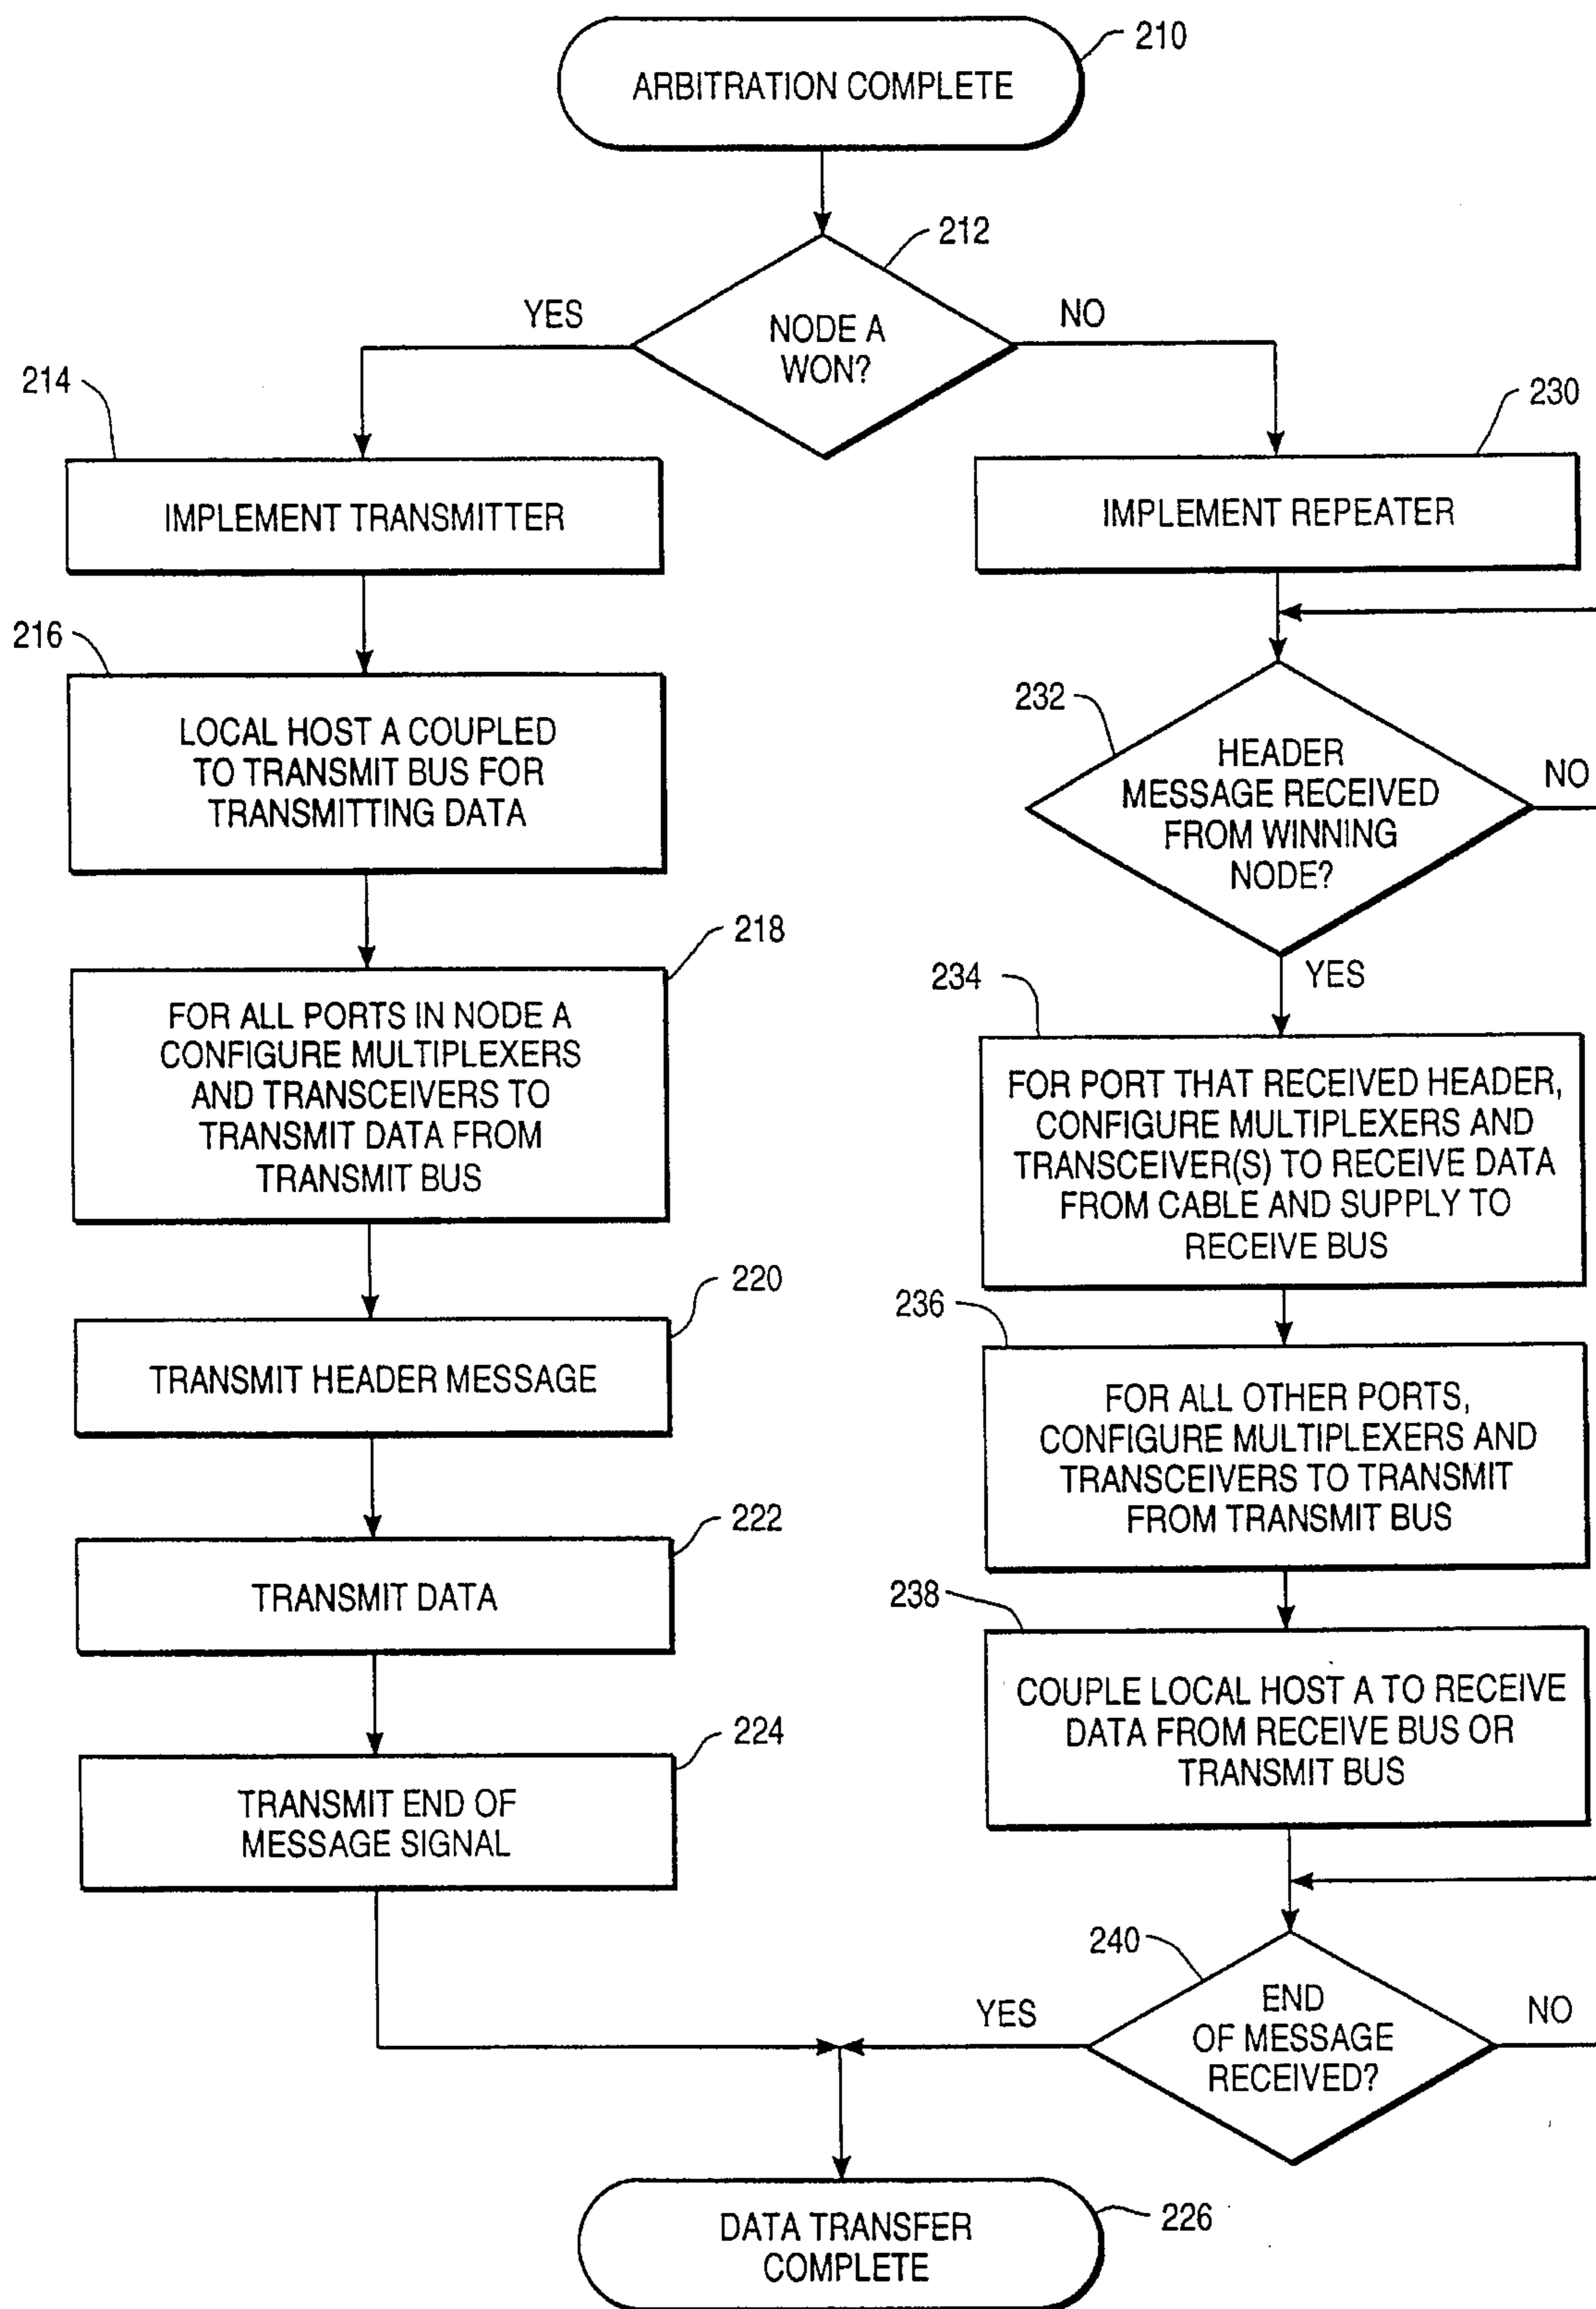 210
ARBITRATION COMPLETE
212
YES
NO
NODE A
WON?
214
230
IMPLEMENT TRANSMITTER
IMPLEMENT REPEATER
216
LOCAL HOST A COUPLED
TO TRANSMIT BUS FOR
TRANSMITTING DATA
232
HEADER
MESSAGE RECEIVED
FROM WINNING
NODE?
NO
YES
218
FOR ALL PORTS IN NODE A
CONFIGURE MULTIPLEXERS
AND TRANSCEIVERS TO
TRANSMIT DATA FROM
TRANSMIT BUS
234
FOR PORT THAT RECEIVED HEADER,
CONFIGURE MULTIPLEXERS AND
TRANSCEIVER(S) TO RECEIVE DATA
FROM CABLE AND SUPPLY TO
RECEIVE BUS
220
TRANSMIT HEADER MESSAGE
236
FOR ALL OTHER PORTS,
CONFIGURE MULTIPLEXERS AND
TRANSCEIVERS TO TRANSMIT
FROM TRANSMIT BUS
222
TRANSMIT DATA
238
COUPLE LOCAL HOST A TO RECEIVE
DATA FROM RECEIVE BUS OR
TRANSMIT BUS
224
TRANSMIT END OF
MESSAGE SIGNAL
240
END
OF MESSAGE
RECEIVED?
YES
NO
226
DATA TRANSFER
COMPLETE